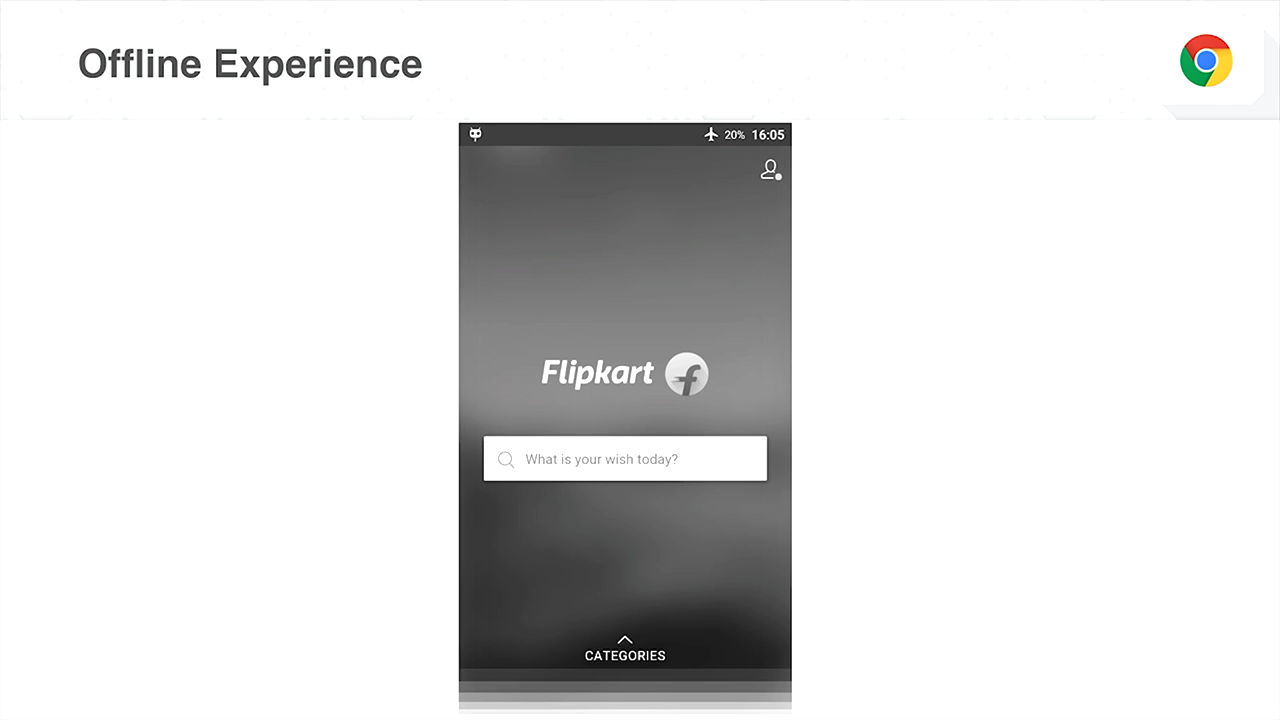 Offline Experience
20% 16:05
Flipkart f
What is your wish today?
CATEGORIES